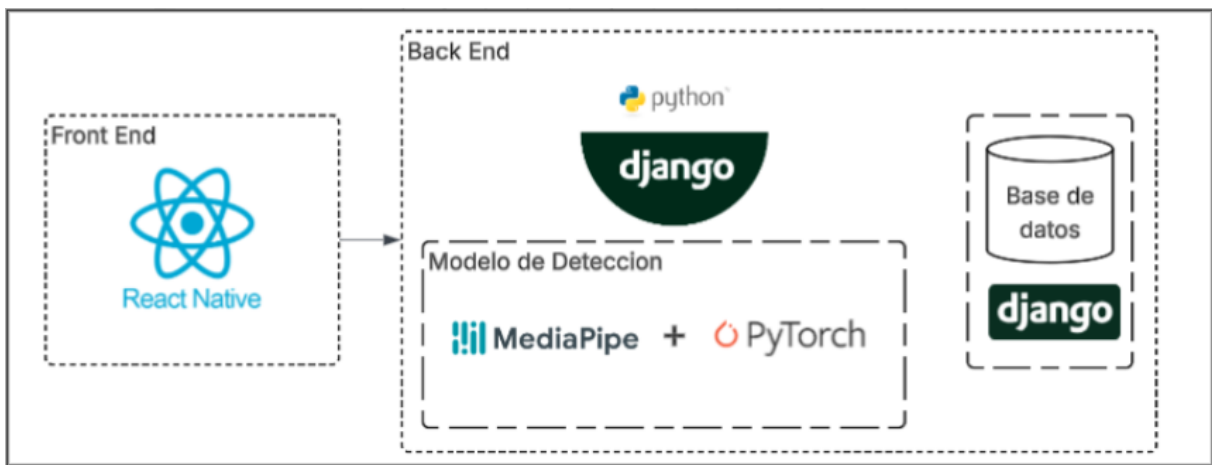 Back End
python
Front End
django
Base de
datos
Modelo de Deteccion
React Native
MediaPipe + PyTorch
django